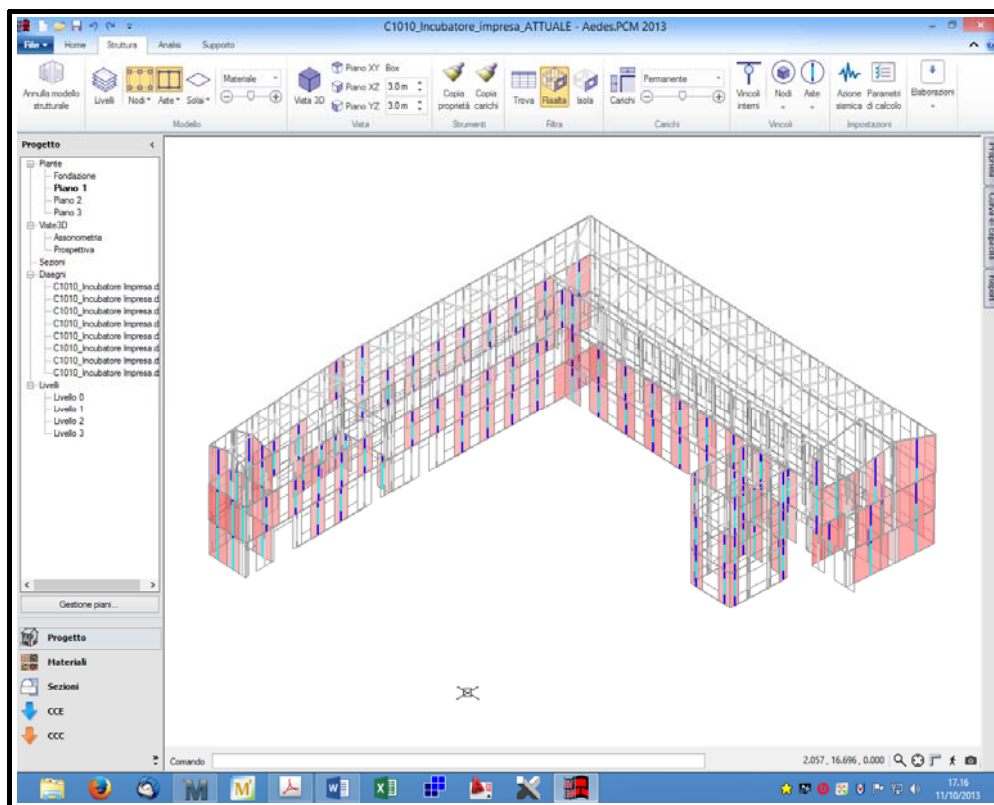 C1010_Incubatore_impresa_ATTUALE - Aedes.PCM 2013
File Home Struttura Analisi Supporto
Annulla modello strutturale
Livelli Nodi Aste Solai Materiale
Modello
Vista 3D
Piano XY Box
Piano XZ 3.0 m
Piano YZ 3.0 m
Vista
Copia proprietà Copia carichi
Strumenti
Trova Risalta Isola
Filtra
Carichi Permanente
Carichi
Vincoli interni Nodi Aste
Vincoli
Azione sismica Parametri di calcolo
Impostazioni
Elaborazioni
Progetto
Piante
Fondazione
Piano 1
Piano 2
Piano 3
Viste3D
Assonometria
Prospettiva
Sezioni
Disegni
C1010_Incubatore Impresa.d
C1010_Incubatore Impresa.d
C1010_Incubatore Impresa.d
C1010_Incubatore Impresa.d
C1010_Incubatore Impresa.d
C1010_Incubatore Impresa.d
C1010_Incubatore Impresa.d
C1010_Incubatore Impresa.d
Livelli
Livello 0
Livello 1
Livello 2
Livello 3
Gestione piani...
Progetto
Materiali
Sezioni
CCE
CCC
Proprietà
Curva di capacità
Report
Comando
2.057 , 16.696 , 0.000
17.16
11/10/2013